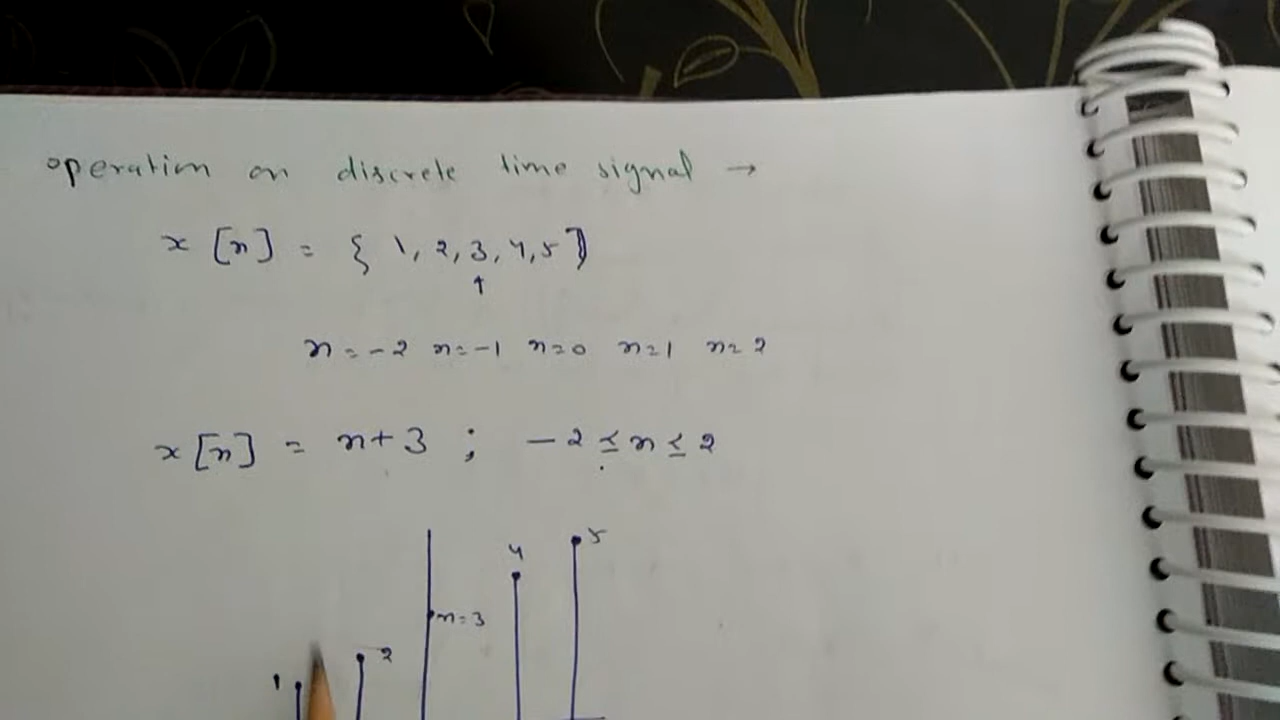 operation on discrete time signal →
x [n] = { 1, 2, 3, 4, 5 }
↑
n = -2 n = -1 n = 0 n = 1 n = 2
x[n] = n+3 ; -2 ≤ n ≤ 2
5
4
n=3
2
1